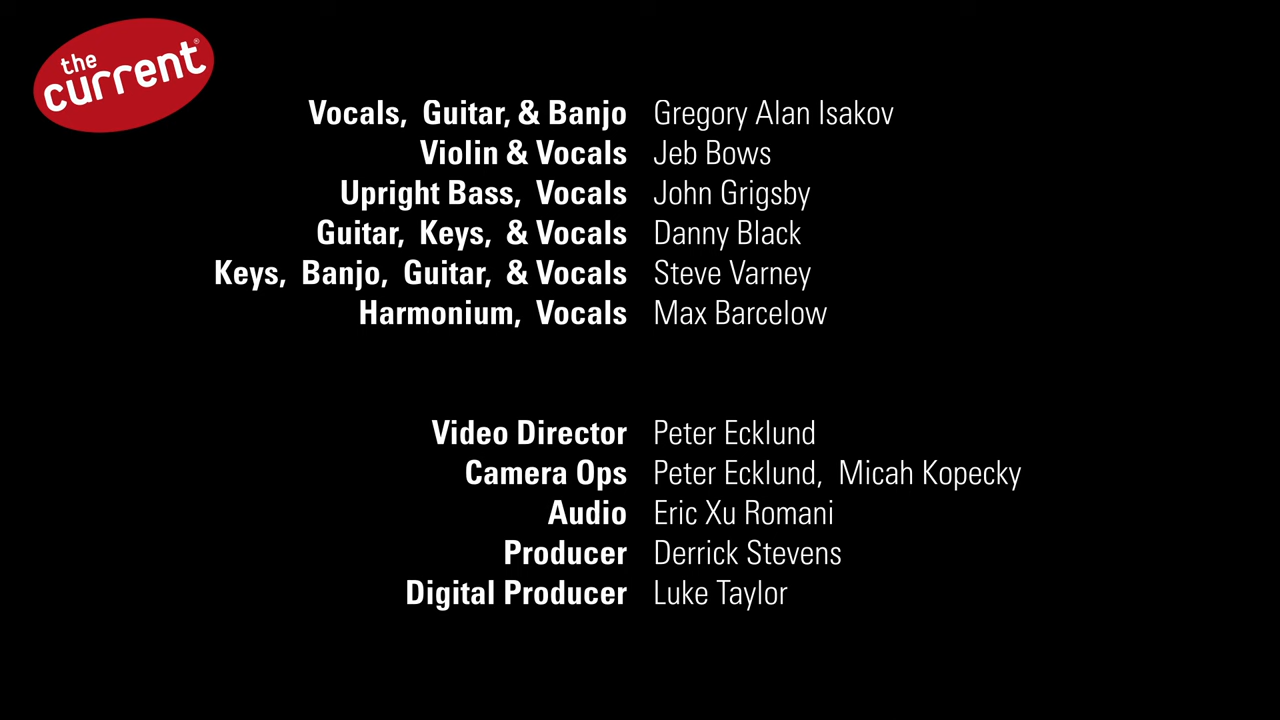 the
current®
Vocals, Guitar, & Banjo Gregory Alan Isakov
Violin & Vocals Jeb Bows
Upright Bass, Vocals John Grigsby
Guitar, Keys, & Vocals Danny Black
Keys, Banjo, Guitar, & Vocals Steve Varney
Harmonium, Vocals Max Barcelow
Video Director Peter Ecklund
Camera Ops Peter Ecklund, Micah Kopecky
Audio Eric Xu Romani
Producer Derrick Stevens
Digital Producer Luke Taylor